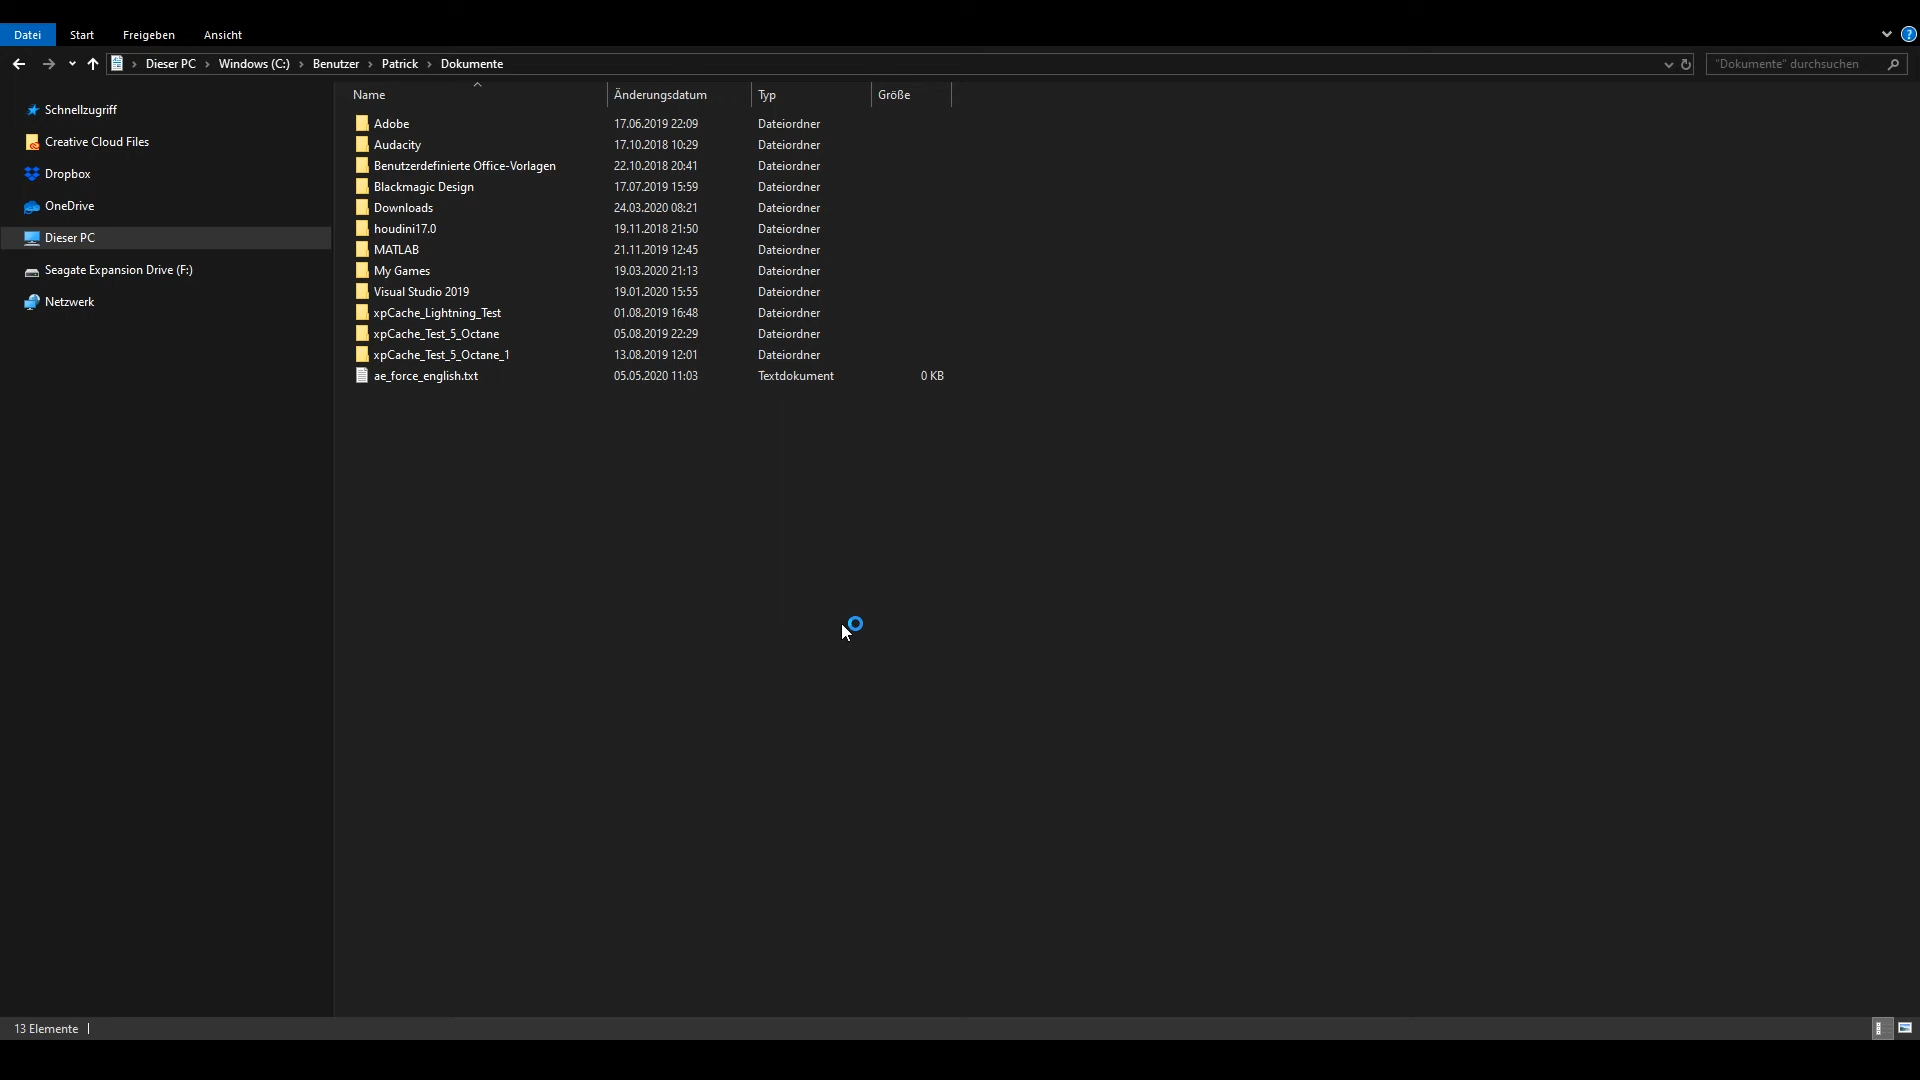 Datei Start Freigeben Ansicht
Dieser PC Windows (C:) Benutzer Patrick Dokumente "Dokumente" durchsuchen
Name Änderungsdatum Typ Größe
Schnellzugriff
Creative Cloud Files
Dropbox
OneDrive
Dieser PC
Seagate Expansion Drive (F:)
Netzwerk
Adobe 17.06.2019 22:09 Dateiordner
Audacity 17.10.2018 10:29 Dateiordner
Benutzerdefinierte Office-Vorlagen 22.10.2018 20:41 Dateiordner
Blackmagic Design 17.07.2019 15:59 Dateiordner
Downloads 24.03.2020 08:21 Dateiordner
houdini17.0 19.11.2018 21:50 Dateiordner
MATLAB 21.11.2019 12:45 Dateiordner
My Games 19.03.2020 21:13 Dateiordner
Visual Studio 2019 19.01.2020 15:55 Dateiordner
xpCache_Lightning_Test 01.08.2019 16:48 Dateiordner
xpCache_Test_5_Octane 05.08.2019 22:29 Dateiordner
xpCache_Test_5_Octane_1 13.08.2019 12:01 Dateiordner
ae_force_english.txt 05.05.2020 11:03 Textdokument 0 KB
13 Elemente